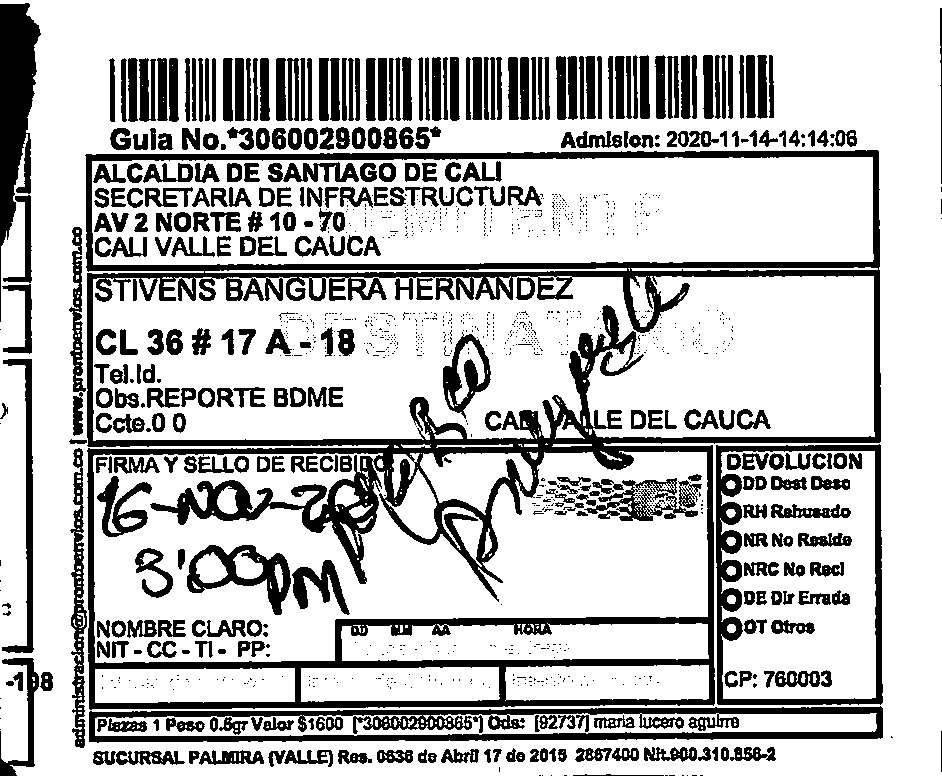 Guia No.*306002900865*
Admision: 2020-11-14-14:14:06
ALCALDIA DE SANTIAGO DE CALI
SECRETARIA DE INFRAESTRUCTURA
AV 2 NORTE # 10 - 70
CALI VALLE DEL CAUCA
REMITENTE
STIVENS BANGUERA HERNANDEZ
DESTINATARIO
CL 36 # 17 A - 18
Tel.Id.
Obs.REPORTE BDME
Ccte.0 0
CALI VALLE DEL CAUCA
FIRMA Y SELLO DE RECIBIDO:
16-NOV-20
3:00pm
NOMBRE CLARO:
NIT - CC - TI - PP:
DD MM AA HORA
DEVOLUCION
DD Dest Desc
RH Rehusado
NR No Reside
NRC No Recl
DE Dir Errada
OT Otros
CP: 760003
Piezas 1 Peso 0.5gr Valor $1600 [*306002900865*] Ods: [92737] maria lucero aguirre
SUCURSAL PALMIRA (VALLE) Res. 0636 de Abril 17 de 2015 2867400 Nit.900.310.856-2
administracion@prontoenvios.com.co | www.prontoenvios.com.co
-108